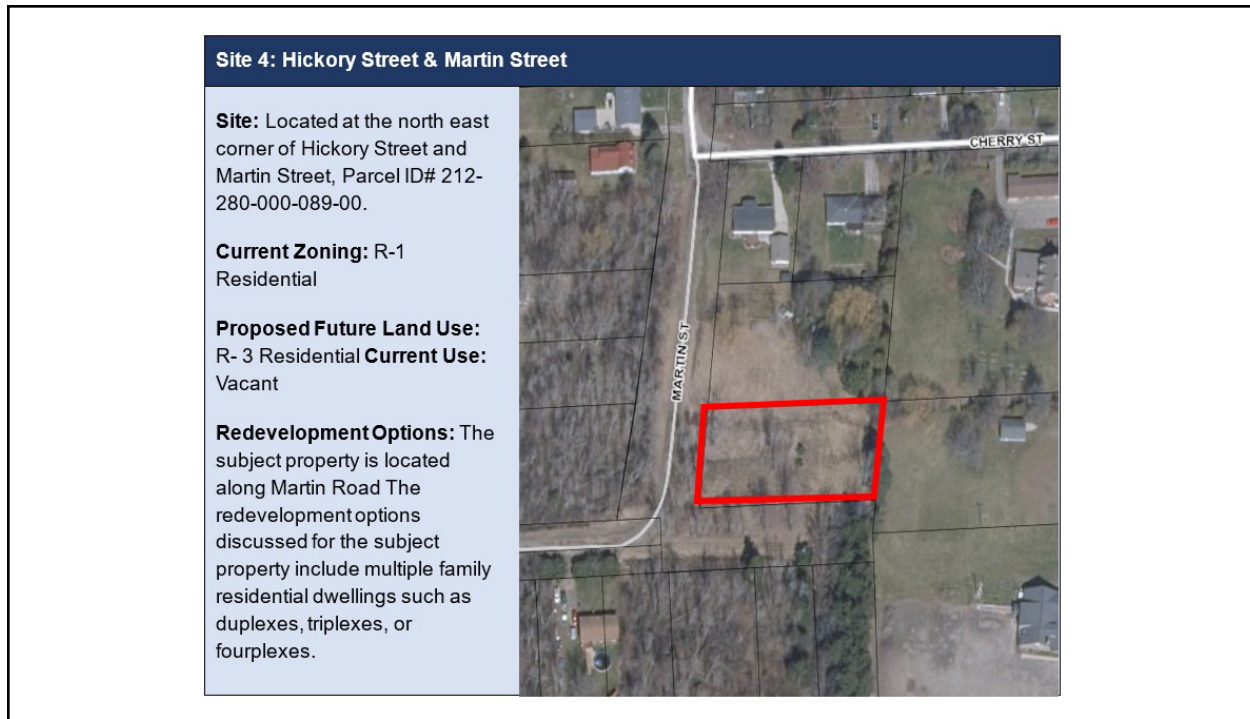 Site 4: Hickory Street & Martin Street
Site: Located at the north east
corner of Hickory Street and
Martin Street, Parcel ID# 212-
280-000-089-00.
Current Zoning: R-1
Residential
Proposed Future Land Use:
R- 3 Residential Current Use:
Vacant
Redevelopment Options: The
subject property is located
along Martin Road The
redevelopment options
discussed for the subject
property include multiple family
residential dwellings such as
duplexes, triplexes, or
fourplexes.
CHERRY ST
MARTIN ST